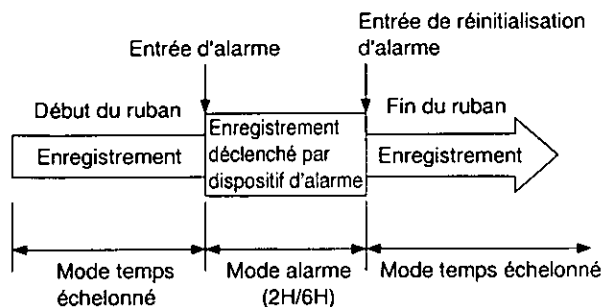 Entrée d'alarme
Entrée de réinitialisation
d'alarme
Début du ruban
Enregistrement
Enregistrement
déclenché par
dispositif d'alarme
Fin du ruban
Enregistrement
Mode temps
échelonné
Mode alarme
(2H/6H)
Mode temps échelonné